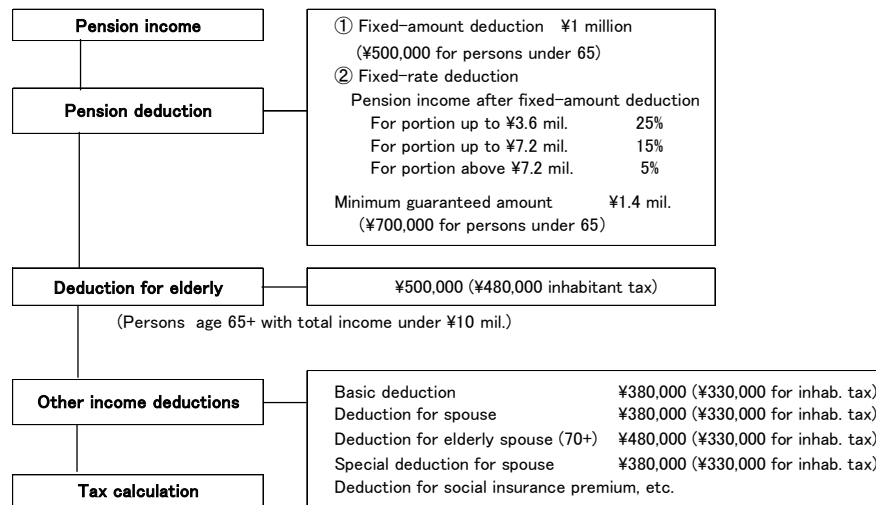 Pension income
① Fixed-amount deduction ¥1 million
(¥500,000 for persons under 65)
② Fixed-rate deduction
Pension deduction
Pension income after fixed-amount deduction
For portion up to ¥3.6 mil. 25%
For portion up to ¥7.2 mil. 15%
For portion above ¥7.2 mil. 5%
Minimum guaranteed amount ¥1.4 mil.
(¥700,000 for persons under 65)
Deduction for elderly
¥500,000 (¥480,000 inhabitant tax)
(Persons age 65+ with total income under ¥10 mil.)
Other income deductions
Basic deduction ¥380,000 (¥330,000 for inhab. tax)
Deduction for spouse ¥380,000 (¥330,000 for inhab. tax)
Deduction for elderly spouse (70+) ¥480,000 (¥330,000 for inhab. tax)
Special deduction for spouse ¥380,000 (¥330,000 for inhab. tax)
Deduction for social insurance premium, etc.
Tax calculation